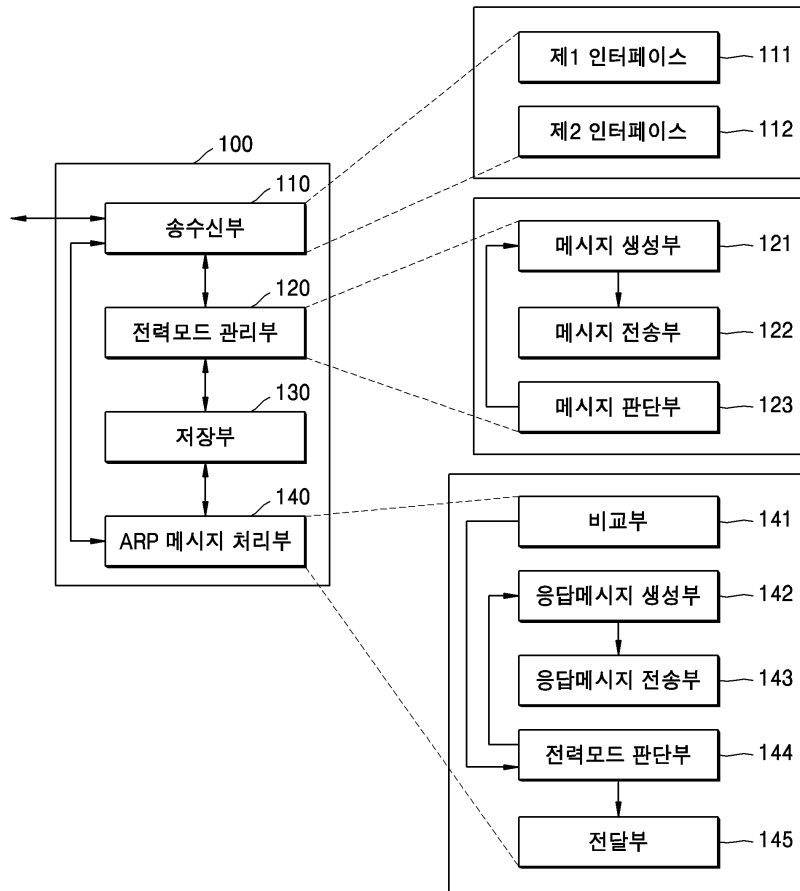 100
110
송수신부
120
전력모드 관리부
130
저장부
140
ARP 메시지 처리부
제1 인터페이스
111
제2 인터페이스
112
메시지 생성부
121
메시지 전송부
122
메시지 판단부
123
비교부
141
응답메시지 생성부
142
응답메시지 전송부
143
전력모드 판단부
144
전달부
145